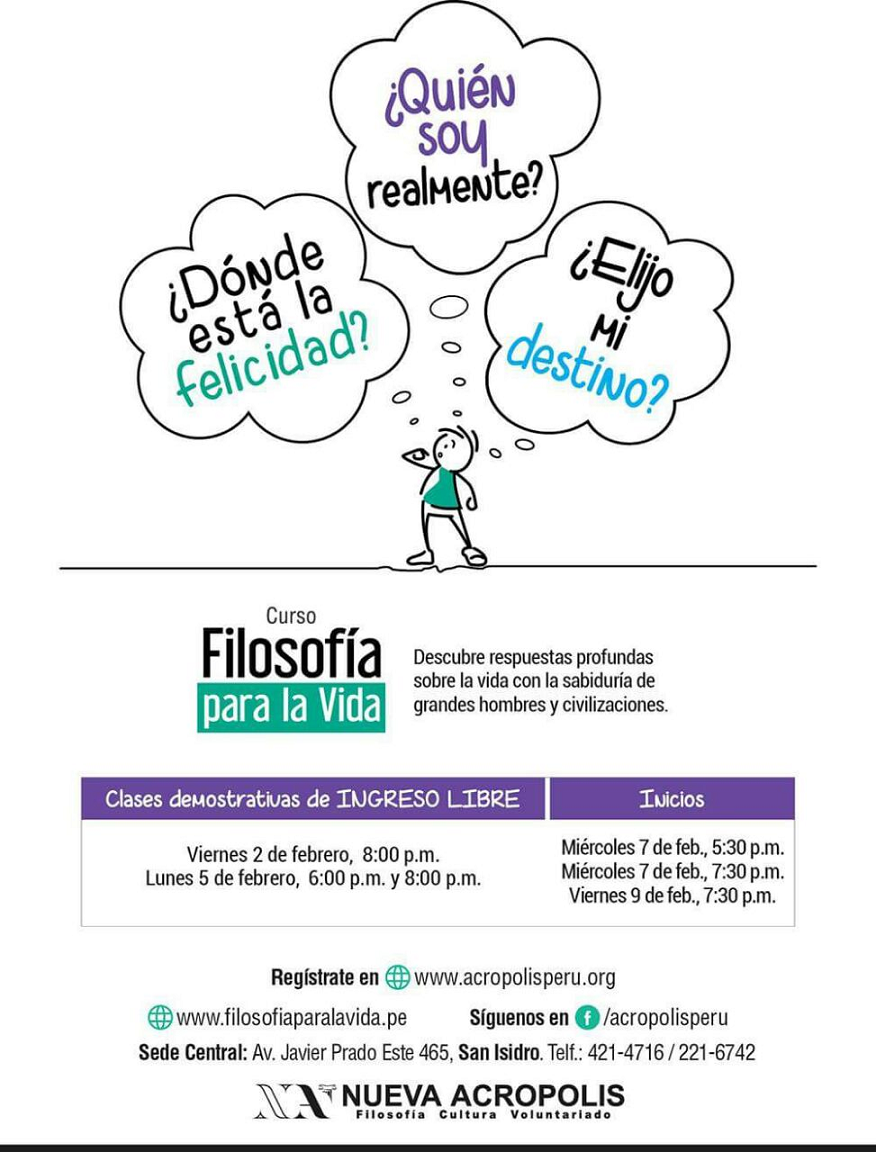 ¿Quién
soy
realmente?
¿Dónde
está la
felicidad?
¿Elijo
mi
destino?
Curso
Filosofía
para la Vida
Descubre respuestas profundas
sobre la vida con la sabiduría de
grandes hombres y civilizaciones.
Clases demostrativas de INGRESO LIBRE
Viernes 2 de febrero, 8:00 p.m.
Lunes 5 de febrero, 6:00 p.m. y 8:00 p.m.
Inicios
Miércoles 7 de feb., 5:30 p.m.
Miércoles 7 de feb., 7:30 p.m.
Viernes 9 de feb., 7:30 p.m.
Regístrate en www.acropolisperu.org
www.filosofiaparalavida.pe Síguenos en f /acropolisperu
Sede Central: Av. Javier Prado Este 465, San Isidro. Telf.: 421-4716 / 221-6742
NA NUEVA ACROPOLIS
Filosofía Cultura Voluntariado